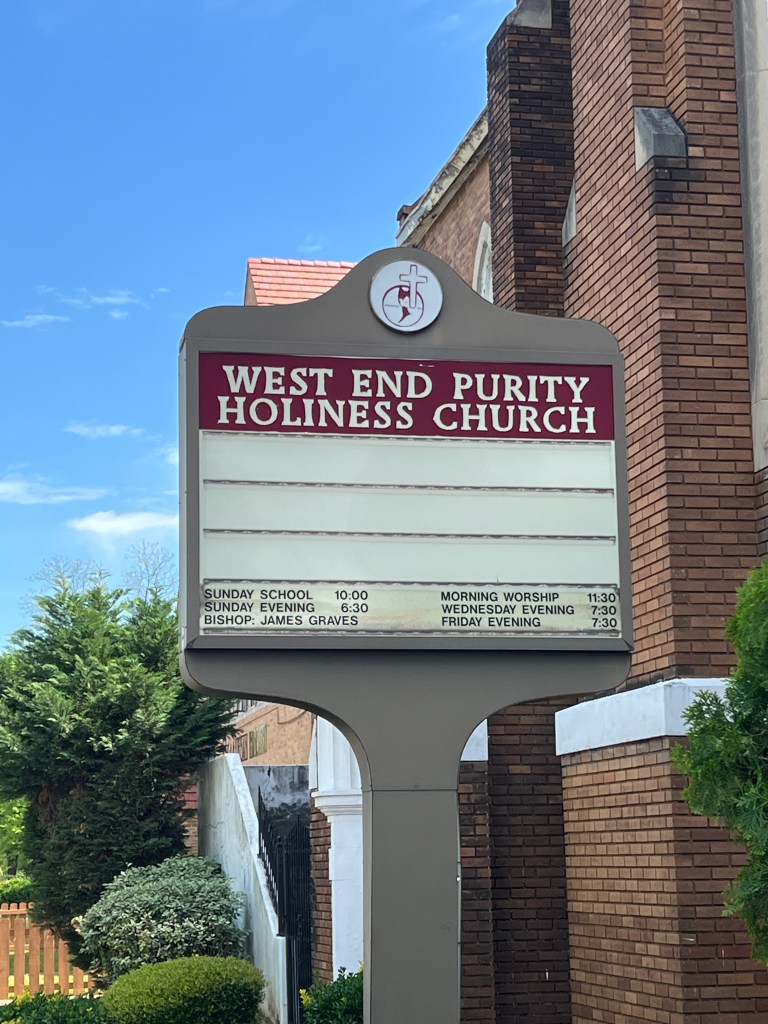 WEST END PURITY
HOLINESS CHURCH
SUNDAY SCHOOL 10:00
SUNDAY EVENING 6:30
BISHOP: JAMES GRAVES
MORNING WORSHIP 11:30
WEDNESDAY EVENING 7:30
FRIDAY EVENING 7:30